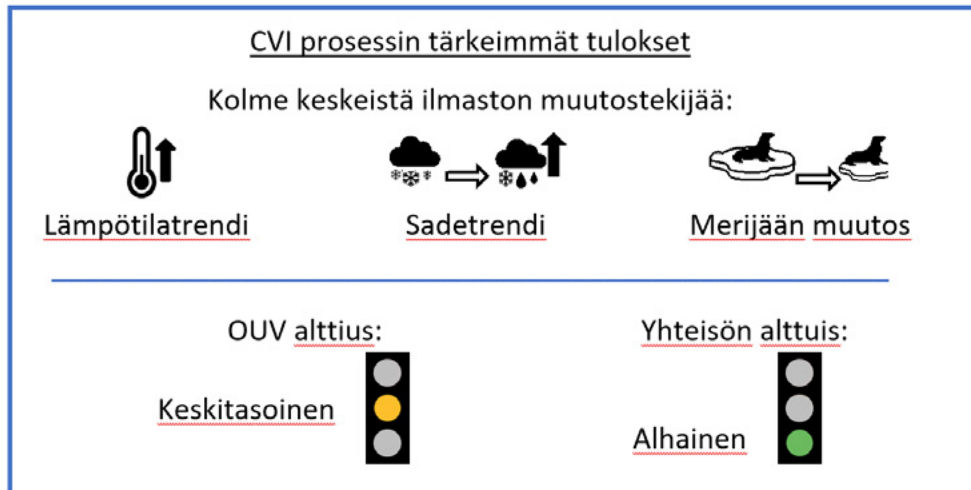 CVI prosessin tärkeimmät tulokset
Kolme keskeistä ilmaston muutostekijää:
Lämpötilatrendi
Sadetrendi
Merijään muutos
OUV alttius:
Yhteisön alttuis:
Keskitasoinen
Alhainen